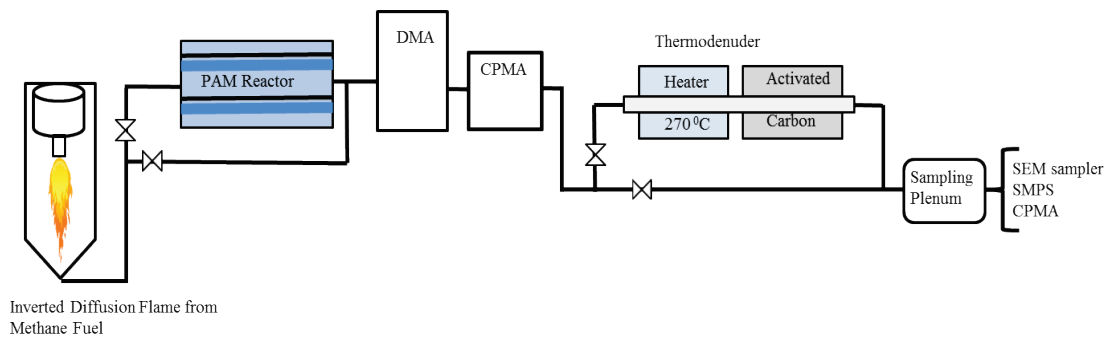 PAM Reactor
DMA
CPMA
Thermodenuder
Heater
270 ⁰C
Activated
Carbon
Sampling
Plenum
SEM sampler
SMPS
CPMA
Inverted Diffusion Flame from
Methane Fuel